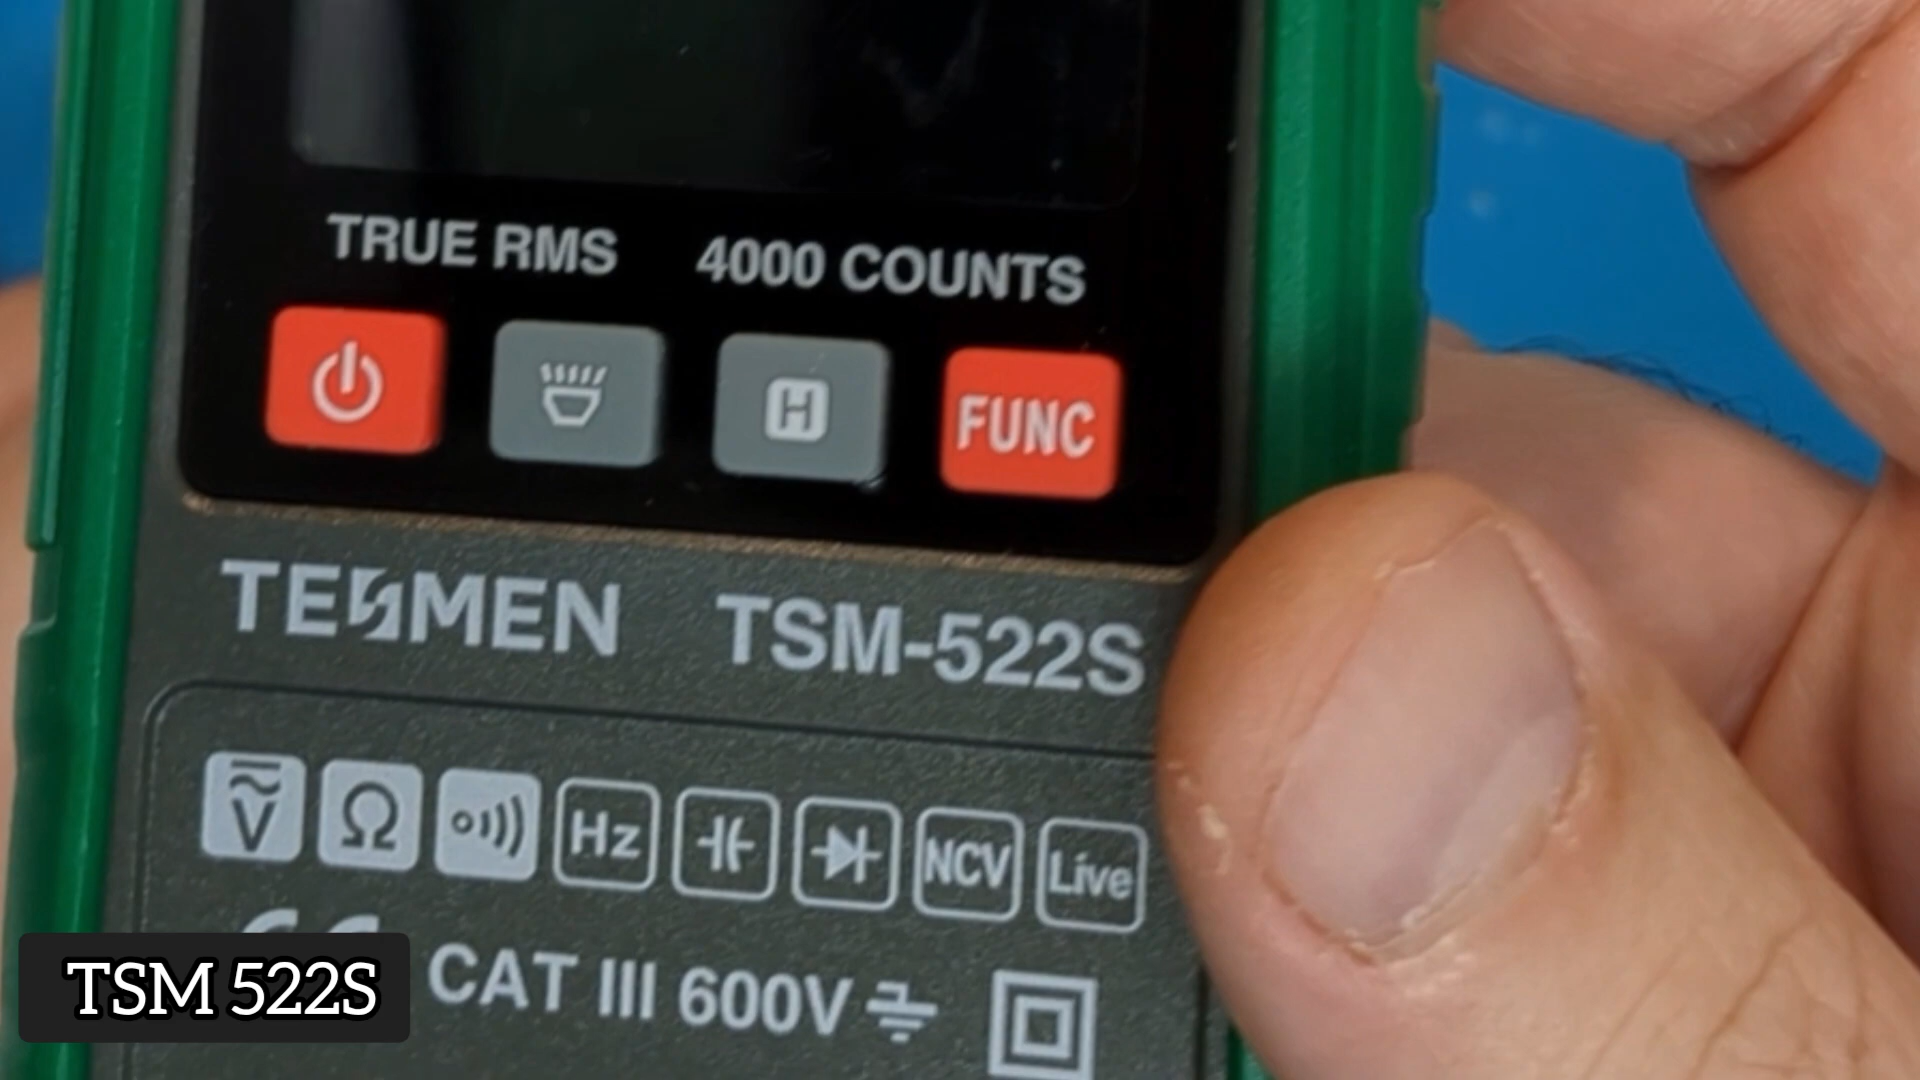 TRUE RMS 4000 COUNTS
H FUNC
TESMEN TSM-522S
V Ω Hz NCV Live
CAT III 600V
TSM 522S